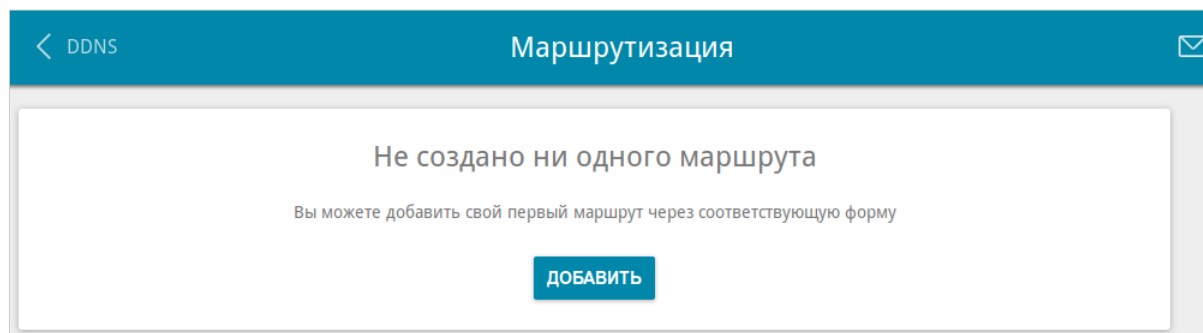 DDNS
Маршрутизация
Не создано ни одного маршрута
Вы можете добавить свой первый маршрут через соответствующую форму
ДОБАВИТЬ